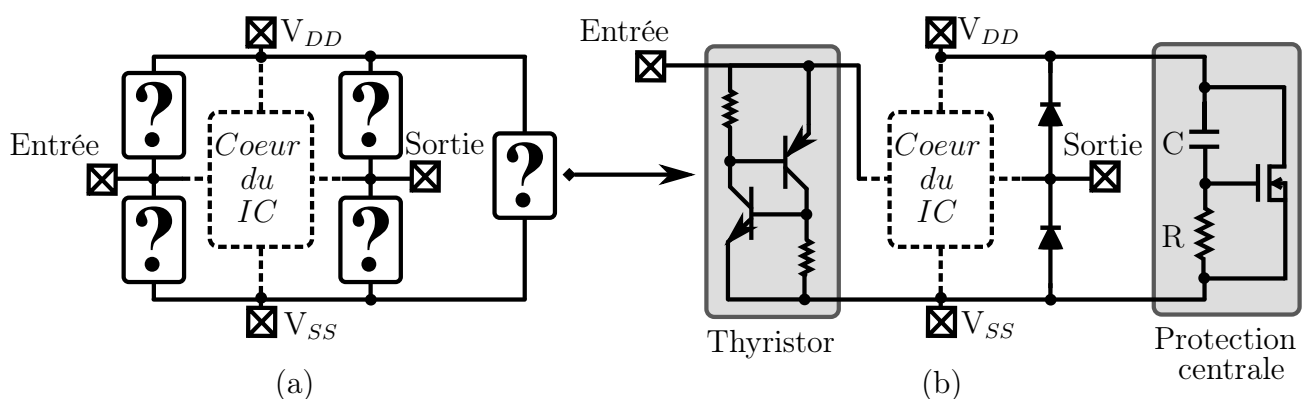 V_DD
?
?
Entrée
Coeur
du
IC
Sortie
?
?
?
V_SS
(a)
Entrée
V_DD
Coeur
du
IC
Sortie
C
R
V_SS
Thyristor
Protection
centrale
(b)